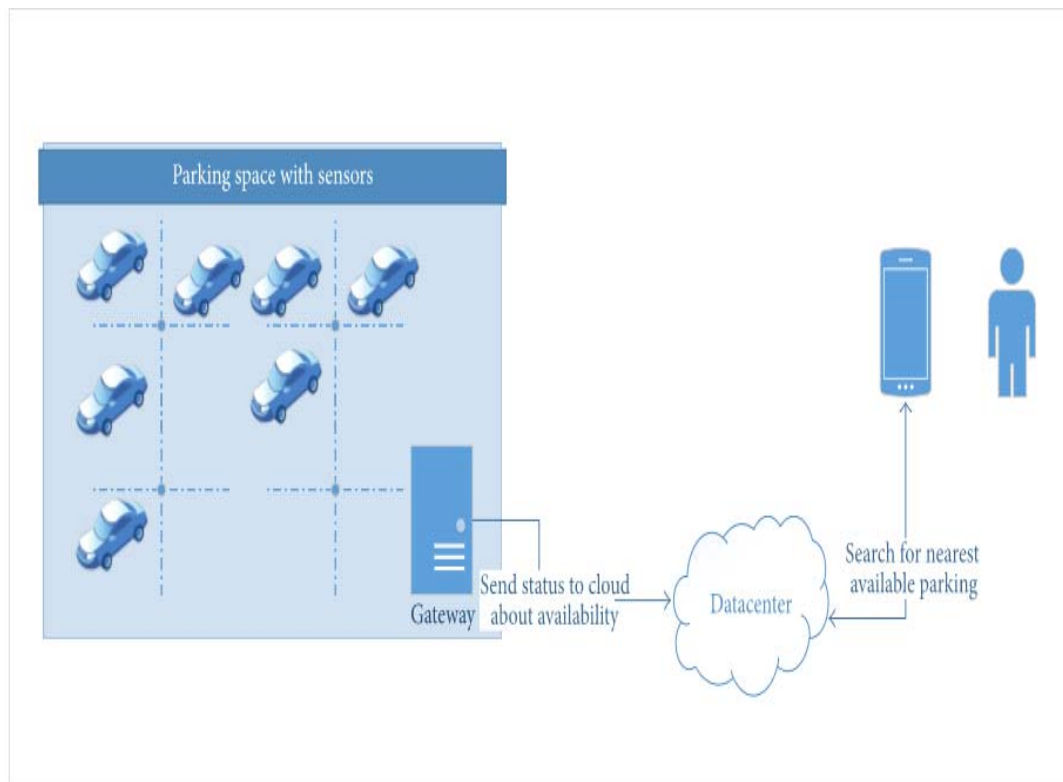 Parking space with sensors
Gateway
Send status to cloud
about availability
Datacenter
Search for nearest
available parking